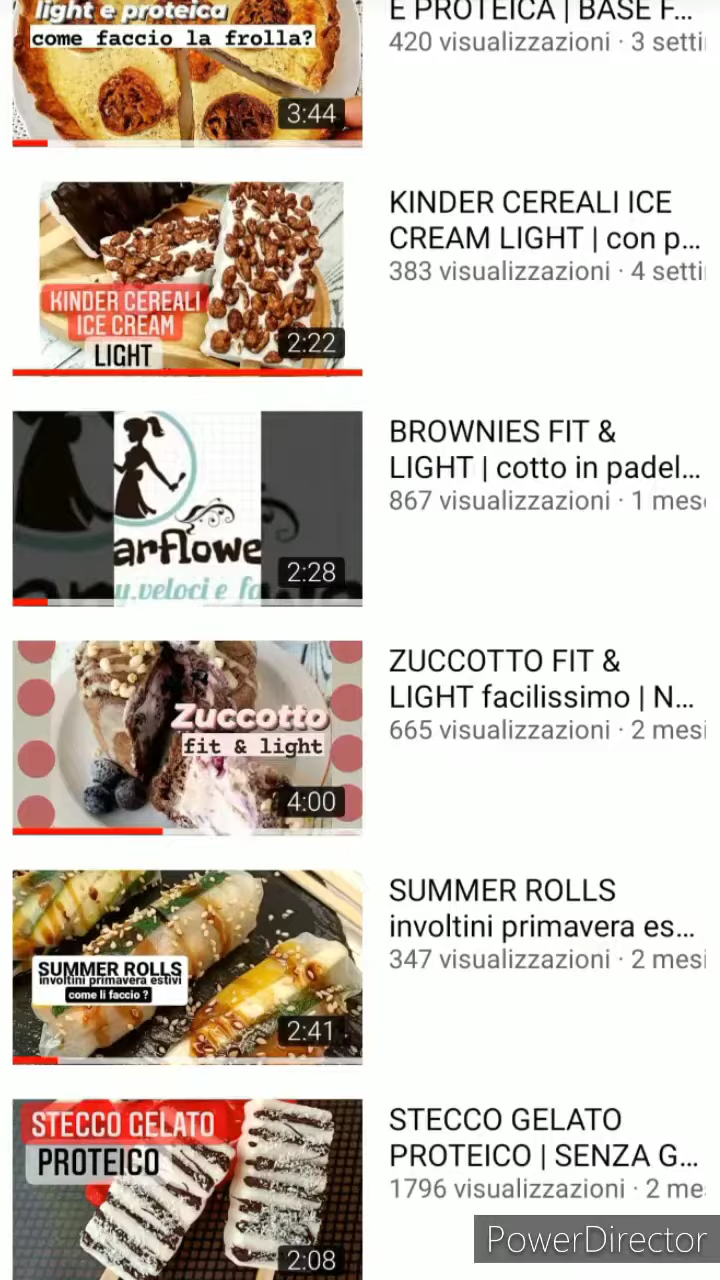 light e proteica
come faccio la frolla?
3:44
E PROTEICA | BASE F...
420 visualizzazioni · 3 setti
KINDER CEREALI
ICE CREAM
LIGHT
2:22
KINDER CEREALI ICE
CREAM LIGHT | con p...
383 visualizzazioni · 4 setti
arflowe
y,veloci e fa
2:28
BROWNIES FIT &
LIGHT | cotto in padel...
867 visualizzazioni · 1 mese
Zuccotto
fit & light
4:00
ZUCCOTTO FIT &
LIGHT facilissimo | N...
665 visualizzazioni · 2 mesi
SUMMER ROLLS
involtini primavera estivi
come li faccio ?
2:41
SUMMER ROLLS
involtini primavera es...
347 visualizzazioni · 2 mesi
STECCO GELATO
PROTEICO
2:08
STECCO GELATO
PROTEICO | SENZA G...
1796 visualizzazioni · 2 me
PowerDirector